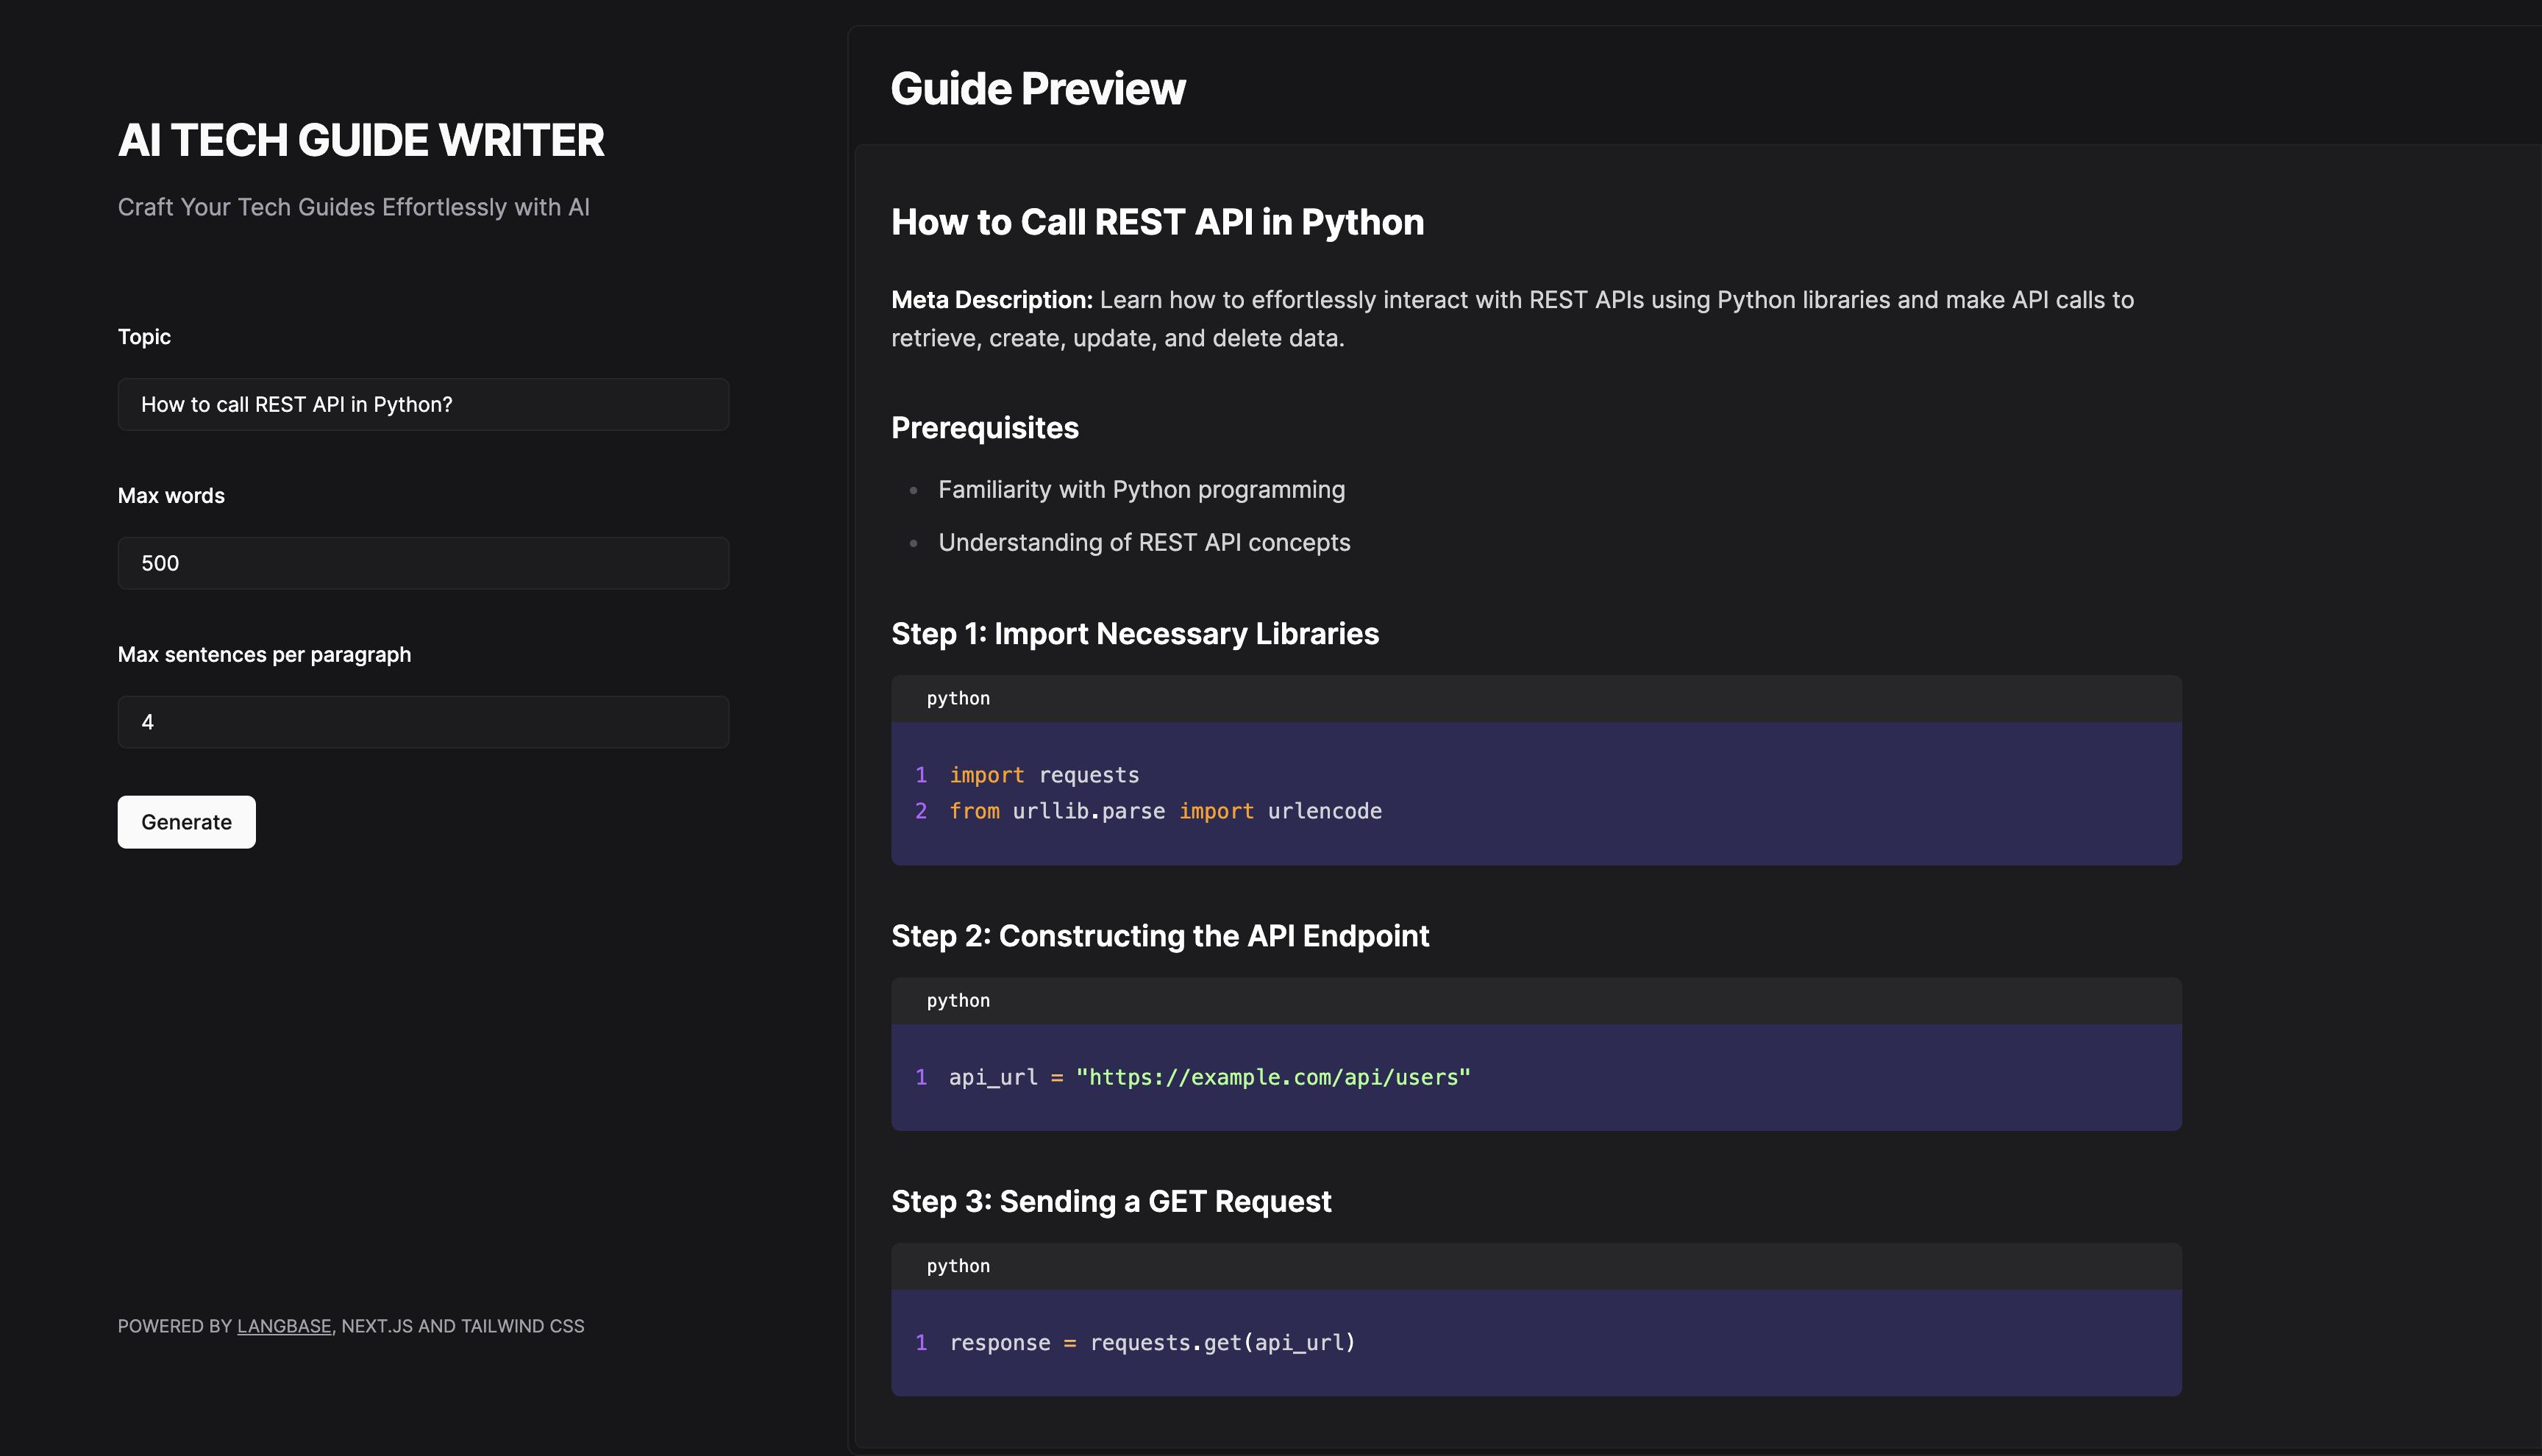 AI TECH GUIDE WRITER
Craft Your Tech Guides Effortlessly with AI
Topic
How to call REST API in Python?
Max words
500
Max sentences per paragraph
4
Generate
POWERED BY LANGBASE, NEXT.JS AND TAILWIND CSS
Guide Preview
How to Call REST API in Python
Meta Description: Learn how to effortlessly interact with REST APIs using Python libraries and make API calls to
retrieve, create, update, and delete data.
Prerequisites
• Familiarity with Python programming
• Understanding of REST API concepts
Step 1: Import Necessary Libraries
python
1 import requests
2 from urllib.parse import urlencode
Step 2: Constructing the API Endpoint
python
1 api_url = "https://example.com/api/users"
Step 3: Sending a GET Request
python
1 response = requests.get(api_url)